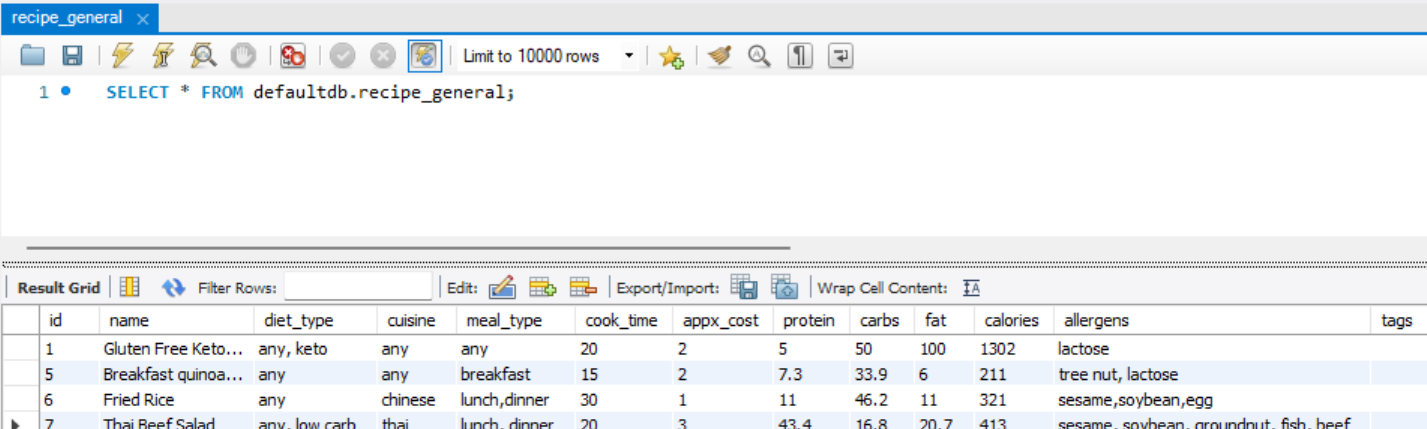 recipe_general ×
Limit to 10000 rows
1 SELECT * FROM defaultdb.recipe_general;
Result Grid Filter Rows: Edit: Export/Import: Wrap Cell Content:
id name diet_type cuisine meal_type cook_time appx_cost protein carbs fat calories allergens tags
1 Gluten Free Keto... any, keto any any 20 2 5 50 100 1302 lactose
5 Breakfast quinoa... any any breakfast 15 2 7.3 33.9 6 211 tree nut, lactose
6 Fried Rice any chinese lunch,dinner 30 1 11 46.2 11 321 sesame,soybean,egg
7 Thai Beef Salad any, low carb thai lunch, dinner 20 3 43.4 16.8 20.7 413 sesame, soybean, groundnut, fish, beef